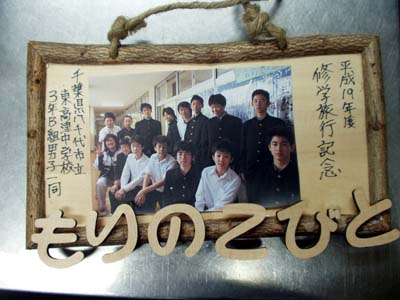 平成19年度
修学旅行記念
千葉県八千代市立
東高津中学校
3年B組男子一同
もりのこびと